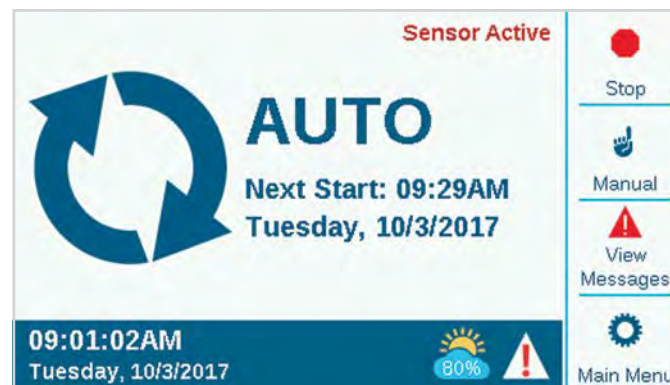 Sensor Active
AUTO
Next Start: 09:29AM
Tuesday, 10/3/2017
09:01:02AM
Tuesday, 10/3/2017
80%
Stop
Manual
View
Messages
Main Menu